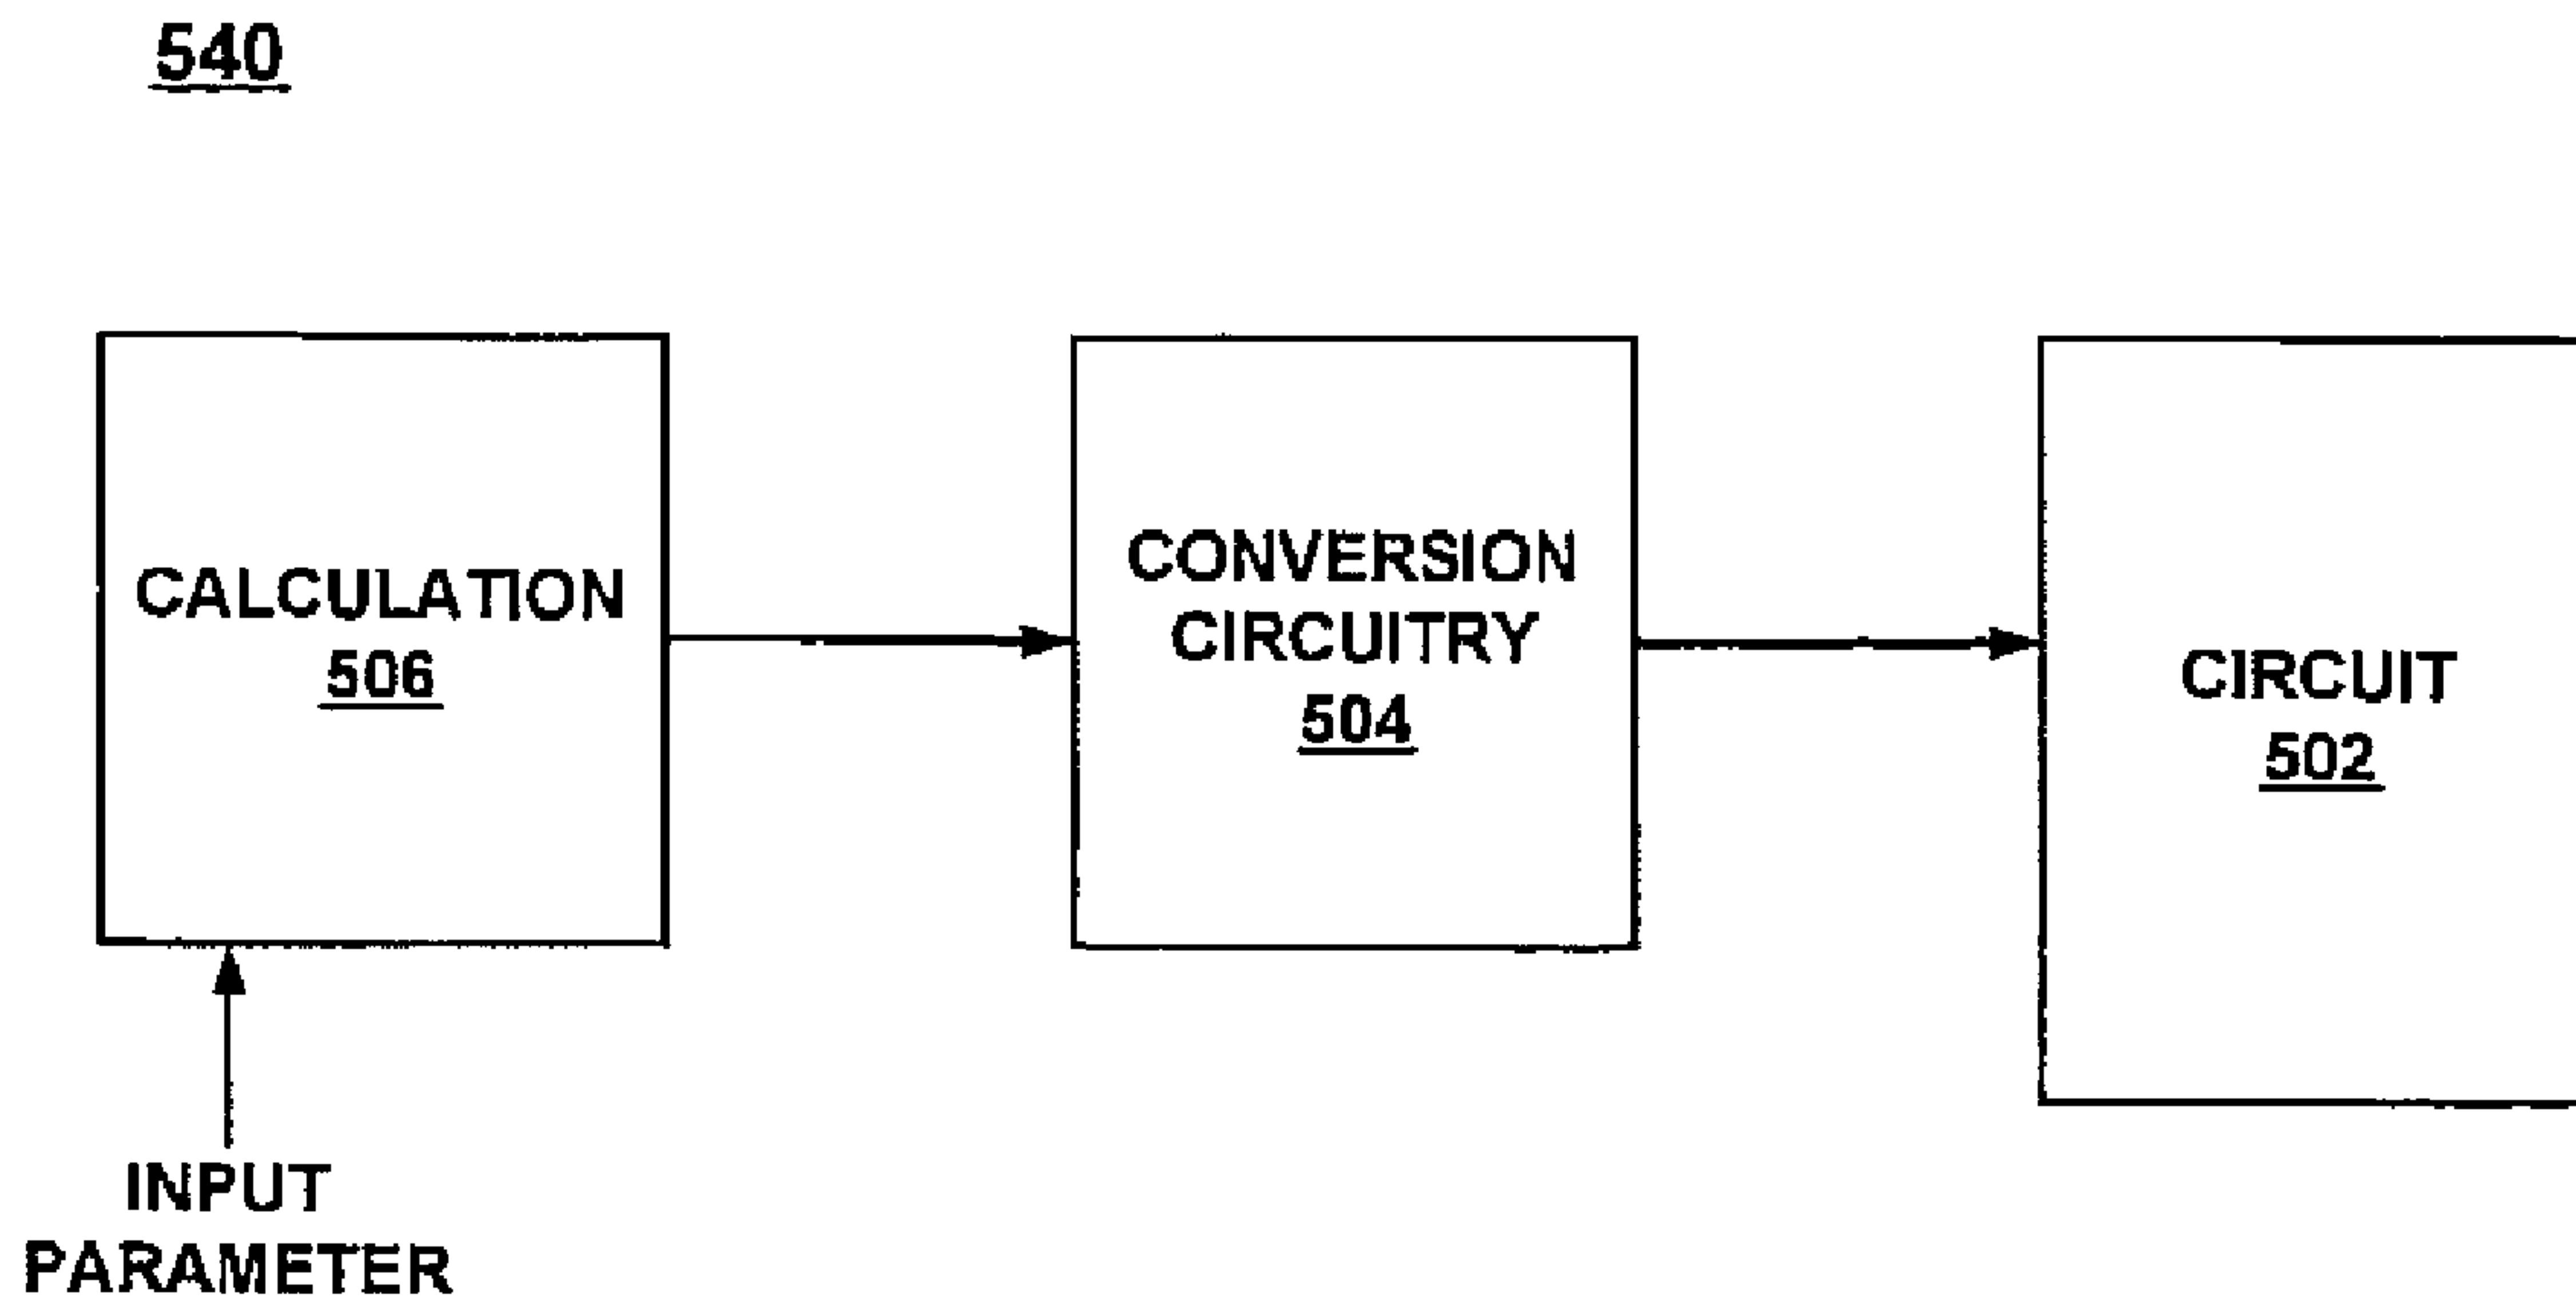 540
CALCULATION
506
CONVERSION
CIRCUITRY
504
CIRCUIT
502
INPUT
PARAMETER